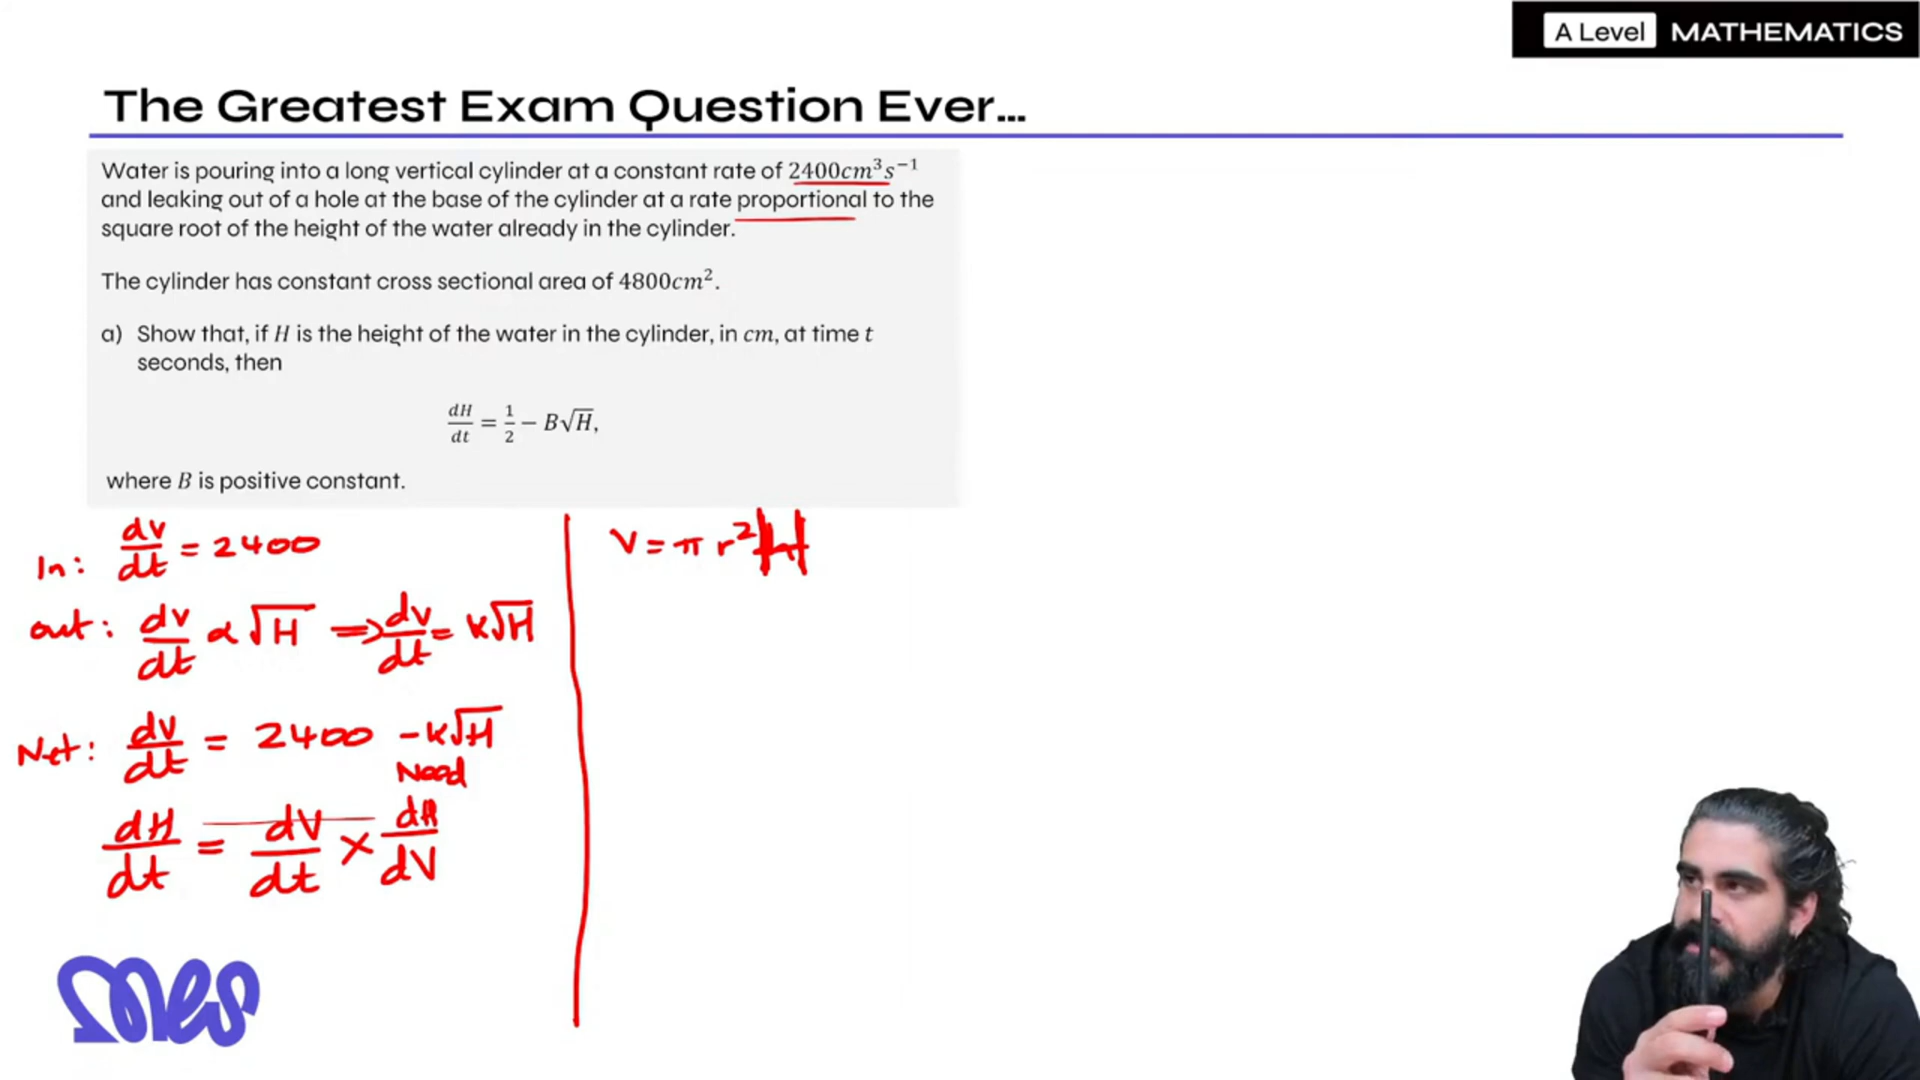 A Level MATHEMATICS
The Greatest Exam Question Ever...
Water is pouring into a long vertical cylinder at a constant rate of 2400cm³s⁻¹
and leaking out of a hole at the base of the cylinder at a rate proportional to the
square root of the height of the water already in the cylinder.
The cylinder has constant cross sectional area of 4800cm².
a) Show that, if H is the height of the water in the cylinder, in cm, at time t
seconds, then
dH/dt = 1/2 − B√H,
where B is positive constant.
In: dv/dt = 2400
out: dv/dt ∝ √H ⇒ dv/dt = k√H
Net: dv/dt = 2400 -k√H
Need
dH/dt = dV/dt × dH/dV
V = π r² H
mes